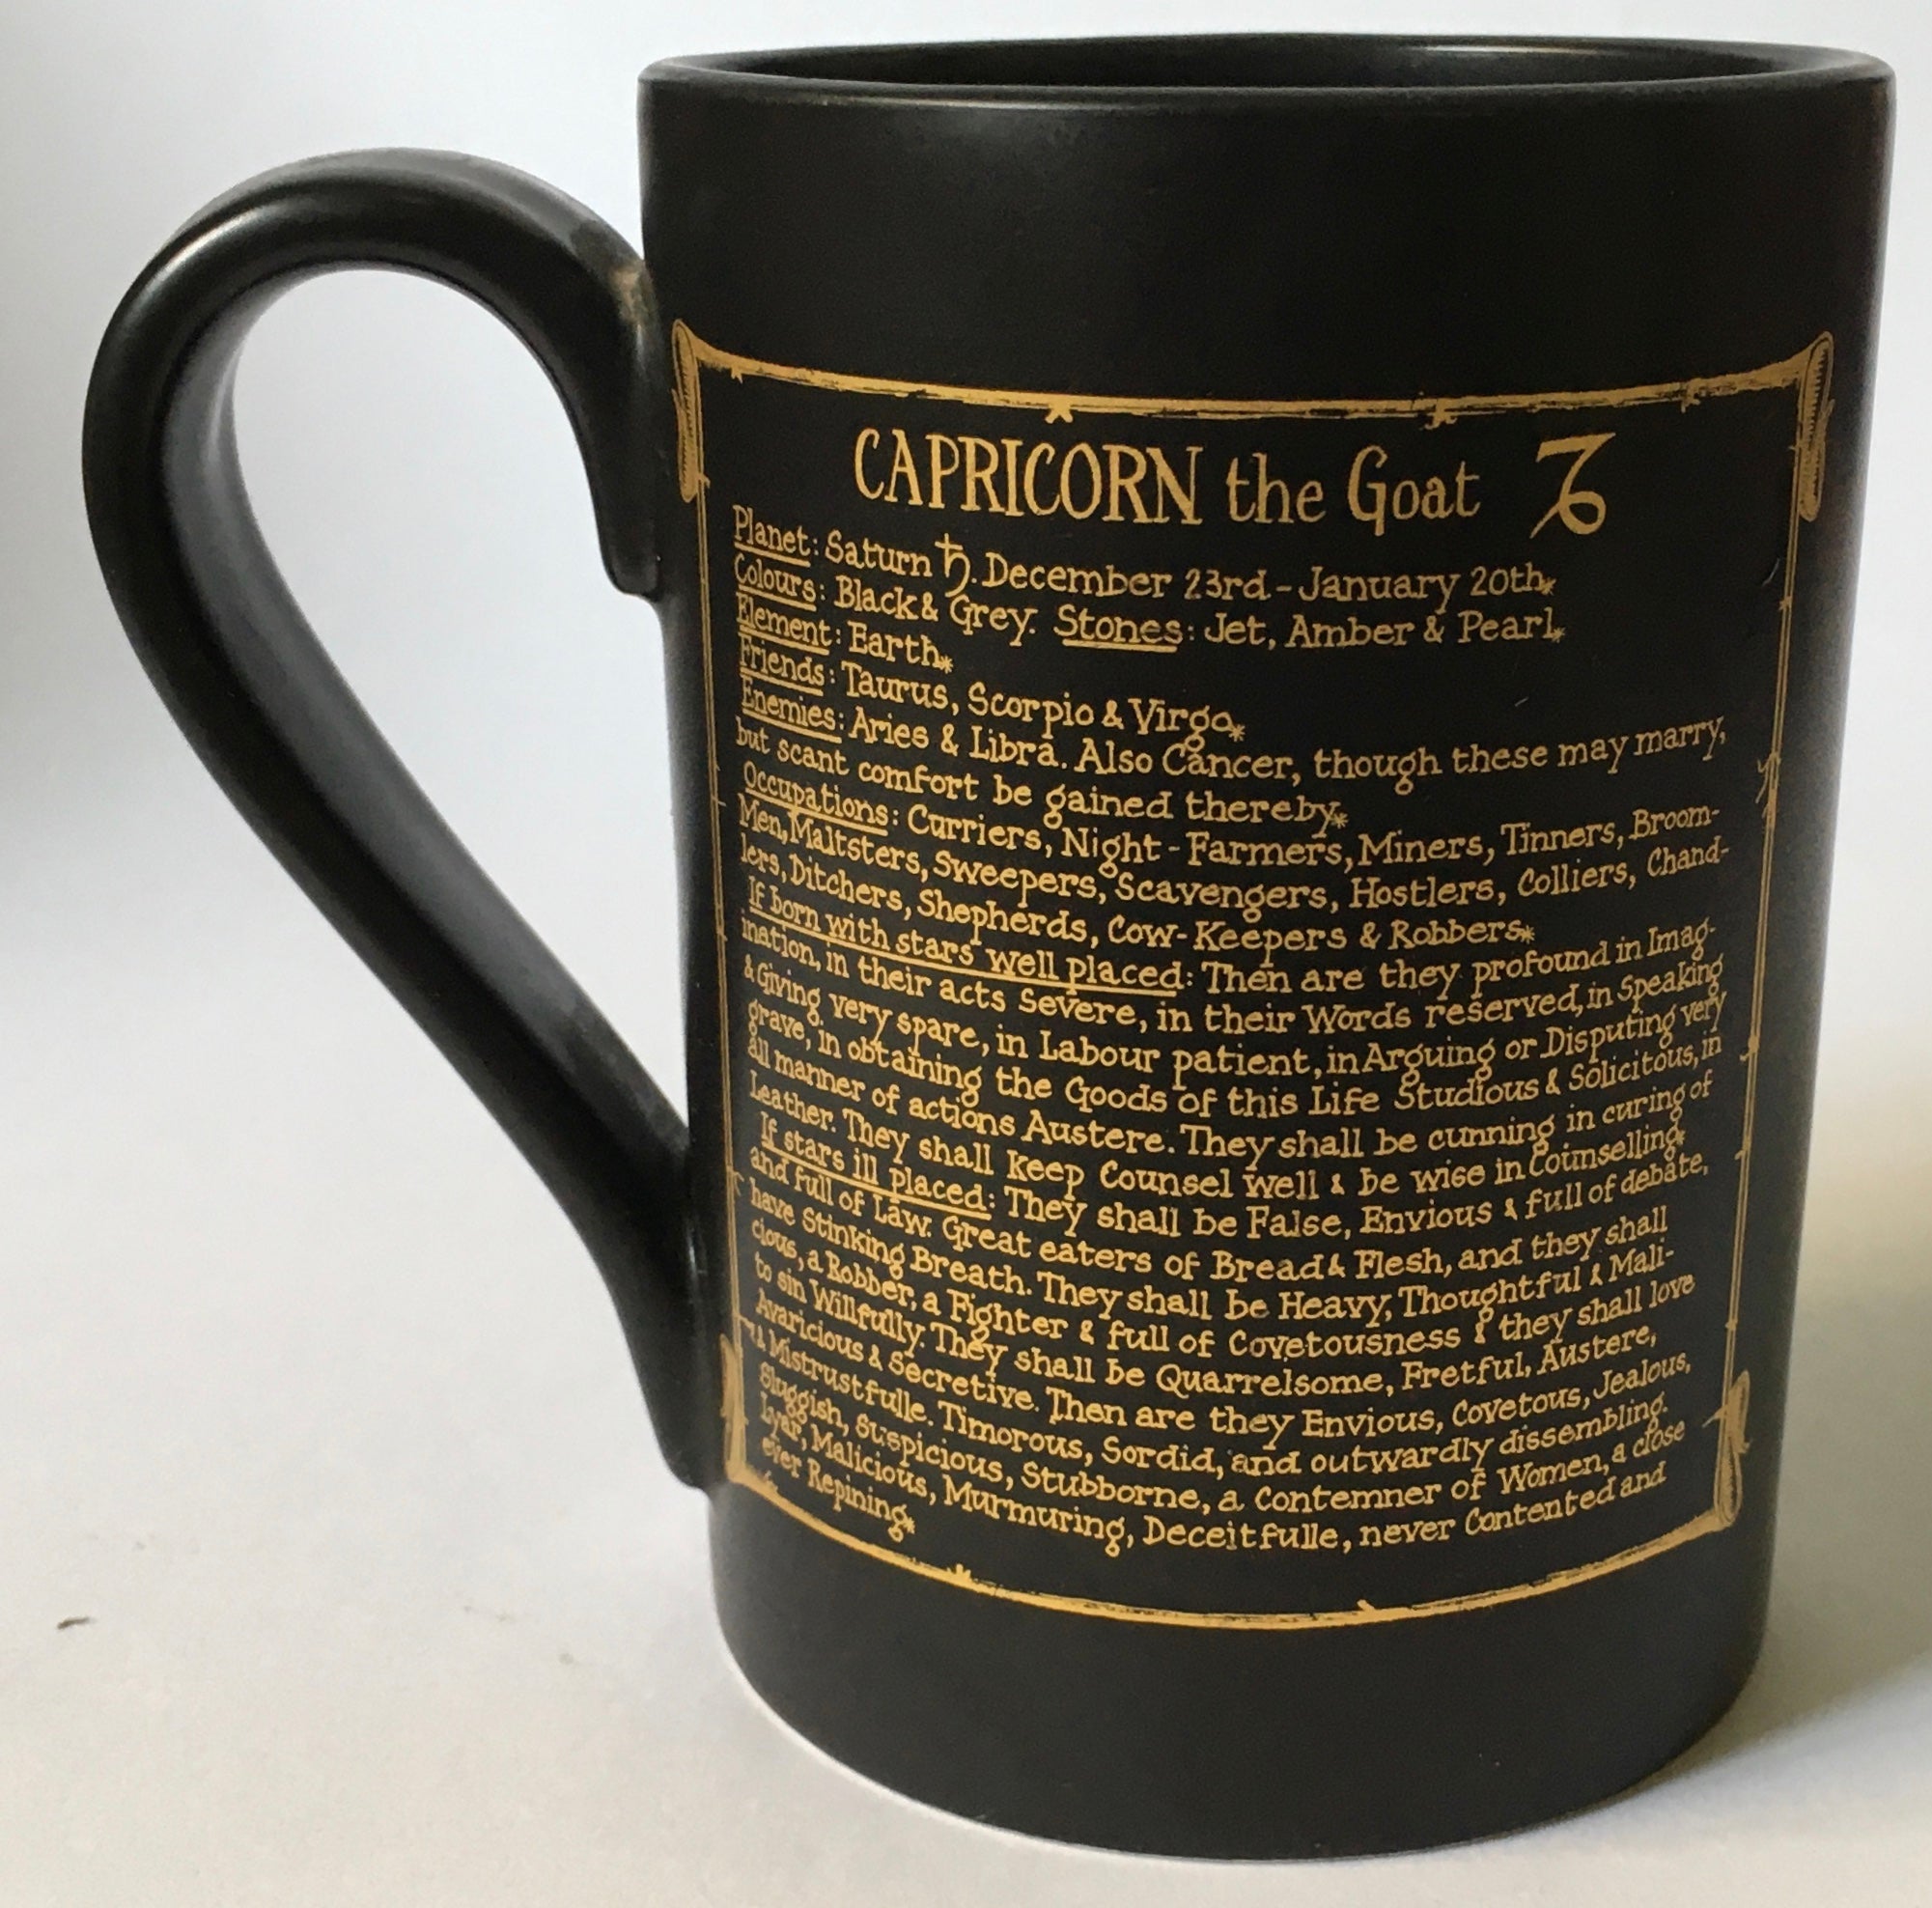 CAPRICORN the Goat ♑
Planet: Saturn ♄. December 23rd - January 20th*
Colours: Black & Grey. Stones: Jet, Amber & Pearl*
Element: Earth*
Friends: Taurus, Scorpio & Virgo*
Enemies: Aries & Libra. Also Cancer, though these may marry,
but scant comfort be gained thereby*
Occupations: Curriers, Night-Farmers, Miners, Tinners, Broom-
Men, Maltsters, Sweepers, Scavengers, Hostlers, Colliers, Chand-
lers, Ditchers, Shepherds, Cow-Keepers & Robbers*
If born with stars well placed: Then are they profound in Imag-
ination, in their acts Severe, in their Words reserved, in Speaking
& Giving very spare, in Labour patient, in Arguing or Disputing very
grave, in obtaining the Goods of this Life Studious & Solicitous, in
all manner of actions Austere. They shall be cunning in curing of
Leather. They shall keep Counsel well & be wise in Counselling*
If stars ill placed: They shall be False, Envious & full of debate,
and full of Law. Great eaters of Bread & Flesh, and they shall
have Stinking Breath. They shall be Heavy, Thoughtful & Mali-
cious, a Robber, a Fighter & full of Covetousness & they shall love
to sin Willfully. They shall be Quarrelsome, Fretful, Austere,
Avaricious & Secretive. Then are they Envious, Covetous, Jealous,
& Mistrustfulle. Timorous, Sordid, and outwardly dissembling.
Sluggish, Suspicious, Stubborne, a Contemner of Women, a close
Lyar, Malicious, Murmuring, Deceitfulle, never Contented and
ever Repining*